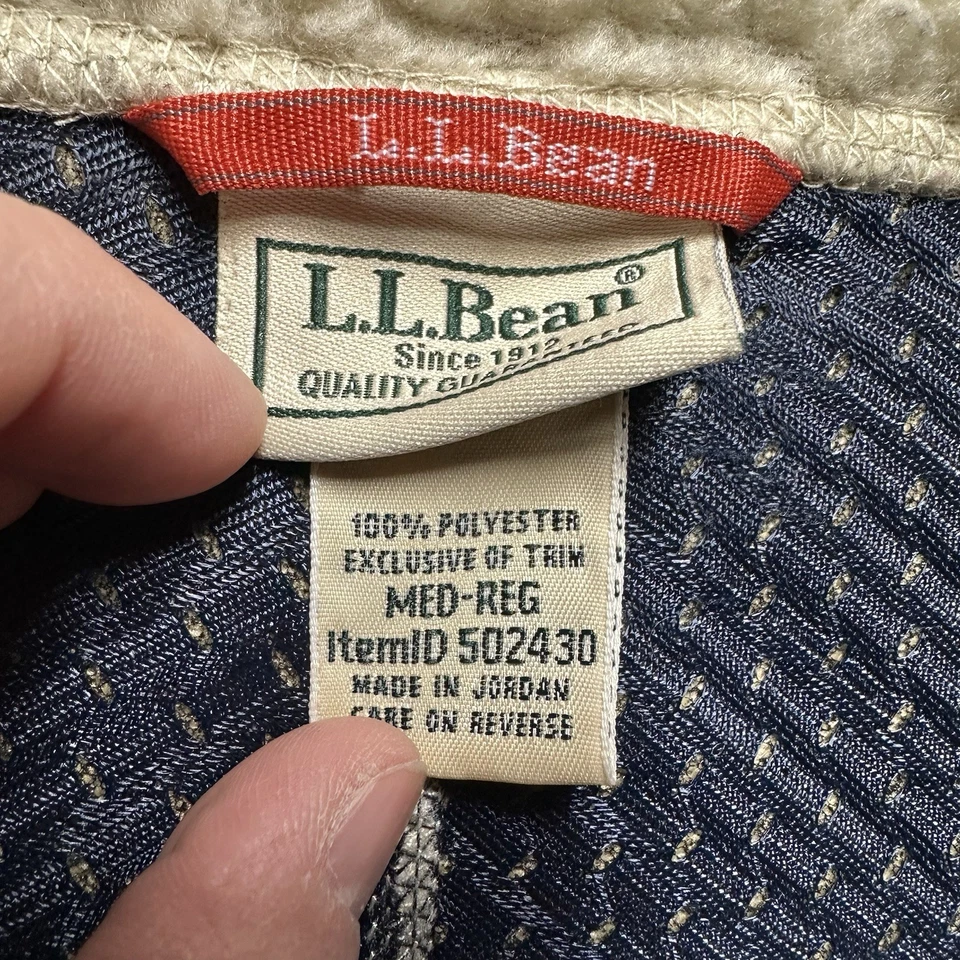 L.L.Bean
L.L.Bean®
Since 1912
QUALITY
100% POLYESTER
EXCLUSIVE OF TRIM
MED-REG
ItemID 502430
MADE IN JORDAN
CARE ON REVERSE